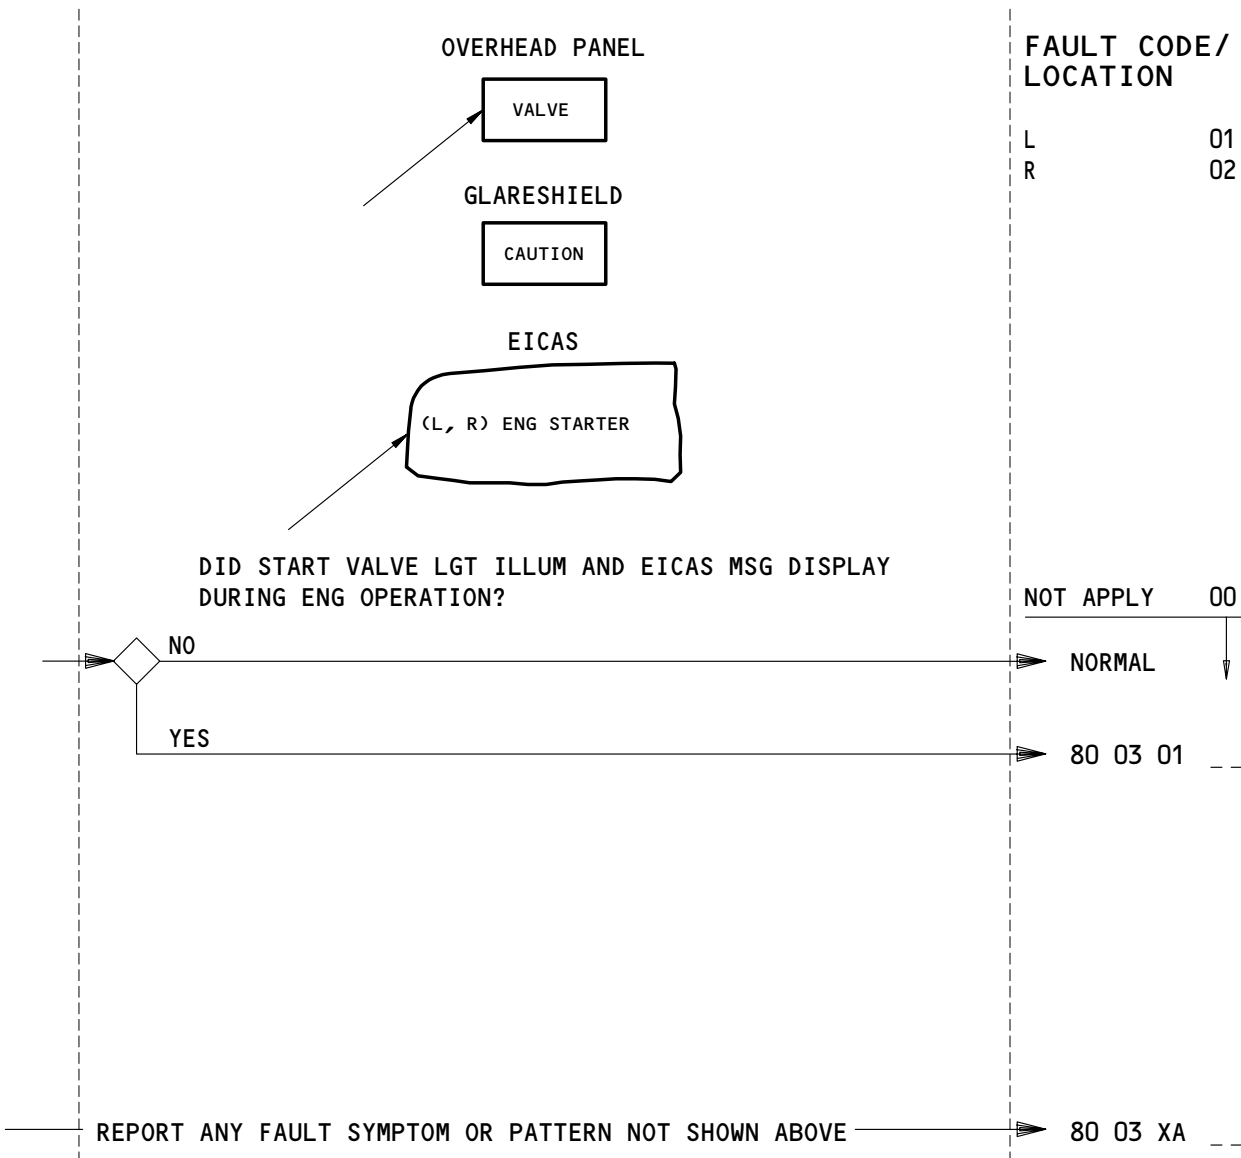 OVERHEAD PANEL
VALVE
GLARESHIELD
CAUTION
EICAS
(L, R) ENG STARTER
DID START VALVE LGT ILLUM AND EICAS MSG DISPLAY
DURING ENG OPERATION?
NO
YES
REPORT ANY FAULT SYMPTOM OR PATTERN NOT SHOWN ABOVE
FAULT CODE/
LOCATION
L 01
R 02
NOT APPLY 00
NORMAL
80 03 01 _ _
80 03 XA _ _